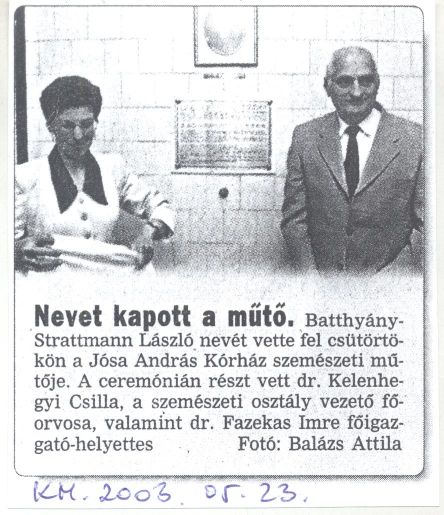 Nevet kapott a műtő. Batthyány-
Strattmann László nevét vette fel csütörtö-
kön a Jósa András Kórház szemészeti mű-
tője. A ceremónián részt vett dr. Kelenhe-
gyi Csilla, a szemészeti osztály vezető fő-
orvosa, valamint dr. Fazekas Imre főigaz-
gató-helyettes Fotó: Balázs Attila
KM. 2003. 05. 23.